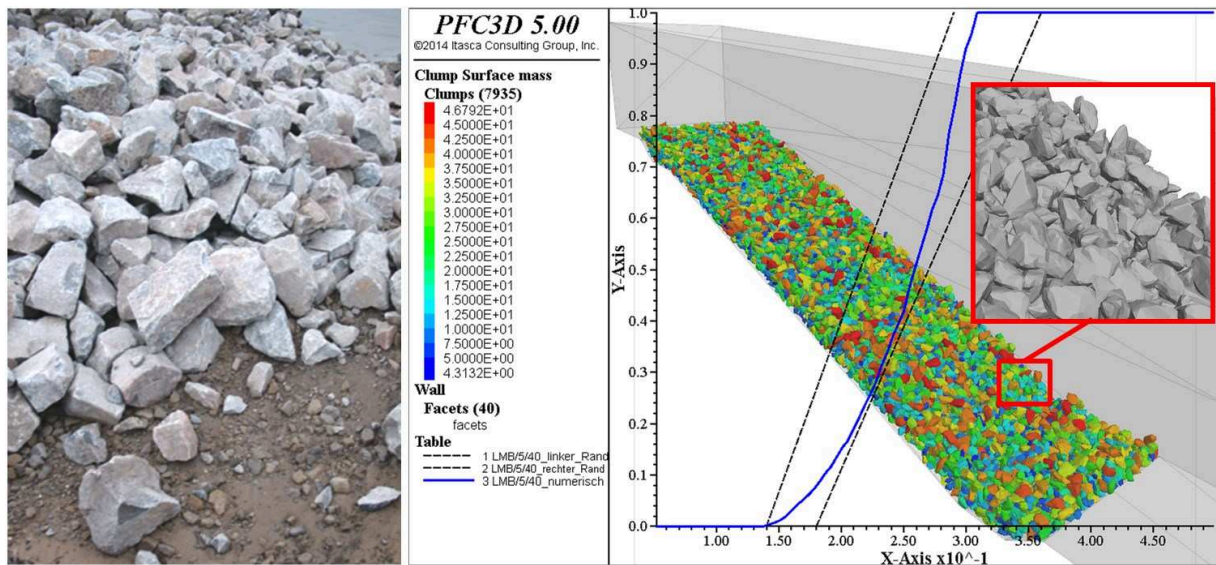 PFC3D 5.00
©2014 Itasca Consulting Group, Inc.
Clump Surface mass
Clumps (7935)
4.6792E+01
4.5000E+01
4.2500E+01
4.0000E+01
3.7500E+01
3.5000E+01
3.2500E+01
3.0000E+01
2.7500E+01
2.5000E+01
2.2500E+01
2.0000E+01
1.7500E+01
1.5000E+01
1.2500E+01
1.0000E+01
7.5000E+00
5.0000E+00
4.3132E+00
Wall
Facets (40)
facets
Table
1 LMB/5/40_linker_Rand
2 LMB/5/40_rechter_Rand
3 LMB/5/40_numerisch
Y-Axis
1.0
0.9
0.8
0.7
0.6
0.5
0.4
0.3
0.2
0.1
0.0
1.00
1.50
2.00
2.50
3.00
3.50
4.00
4.50
X-Axis x10^-1